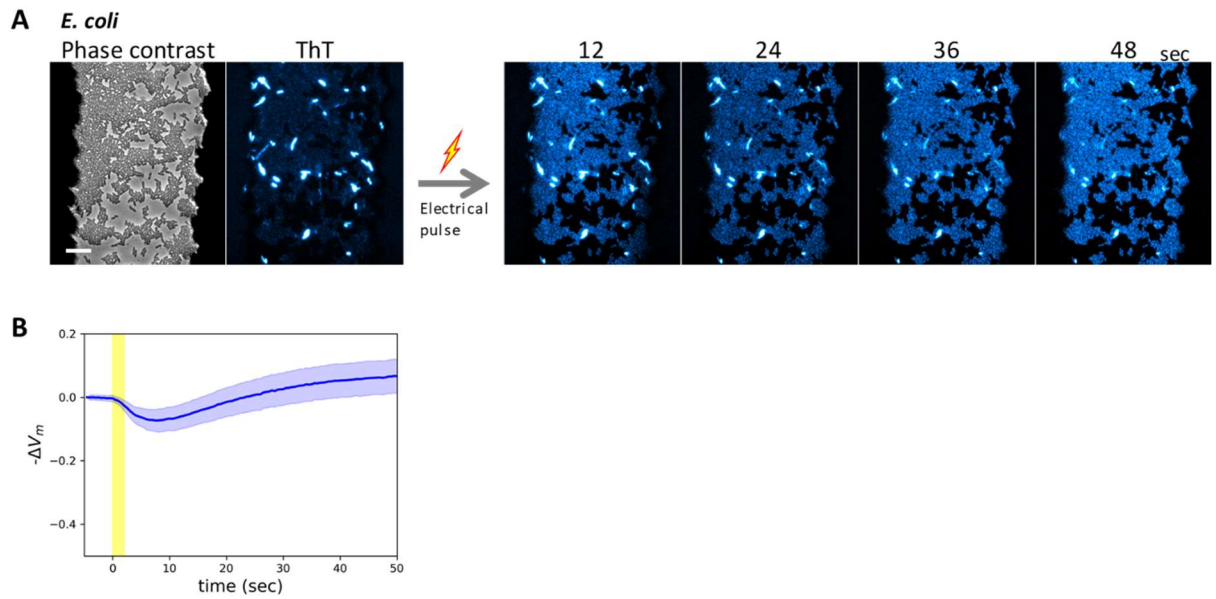 A
E. coli
Phase contrast ThT 12 24 36 48 sec
Electrical
pulse
B
0.2
0.0
−0.2
−0.4
-ΔVm
0 10 20 30 40 50
time (sec)